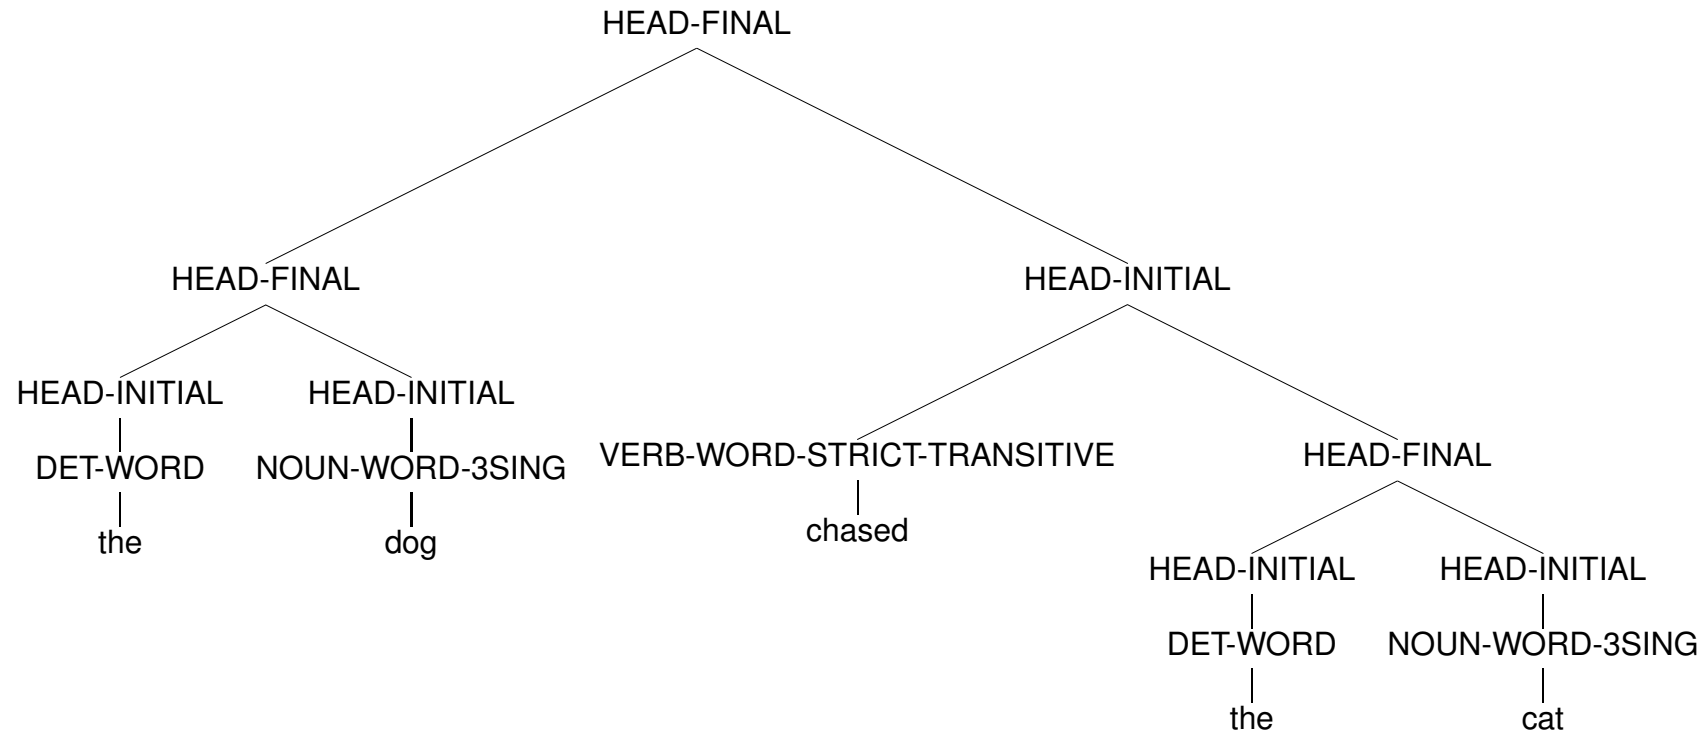 HEAD-FINAL
HEAD-FINAL HEAD-INITIAL
HEAD-INITIAL HEAD-INITIAL
DET-WORD NOUN-WORD-3SING VERB-WORD-STRICT-TRANSITIVE HEAD-FINAL
the dog chased
HEAD-INITIAL HEAD-INITIAL
DET-WORD NOUN-WORD-3SING
the cat